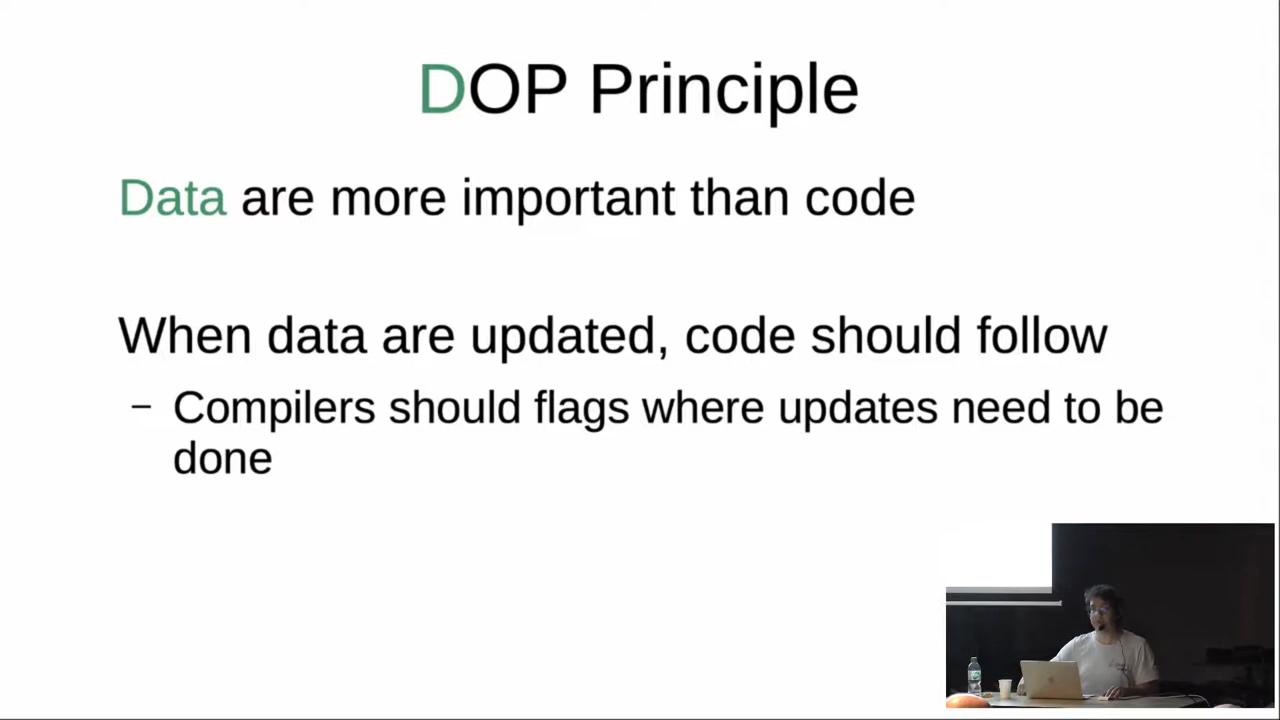 DOP Principle
Data are more important than code
When data are updated, code should follow
– Compilers should flags where updates need to be
done